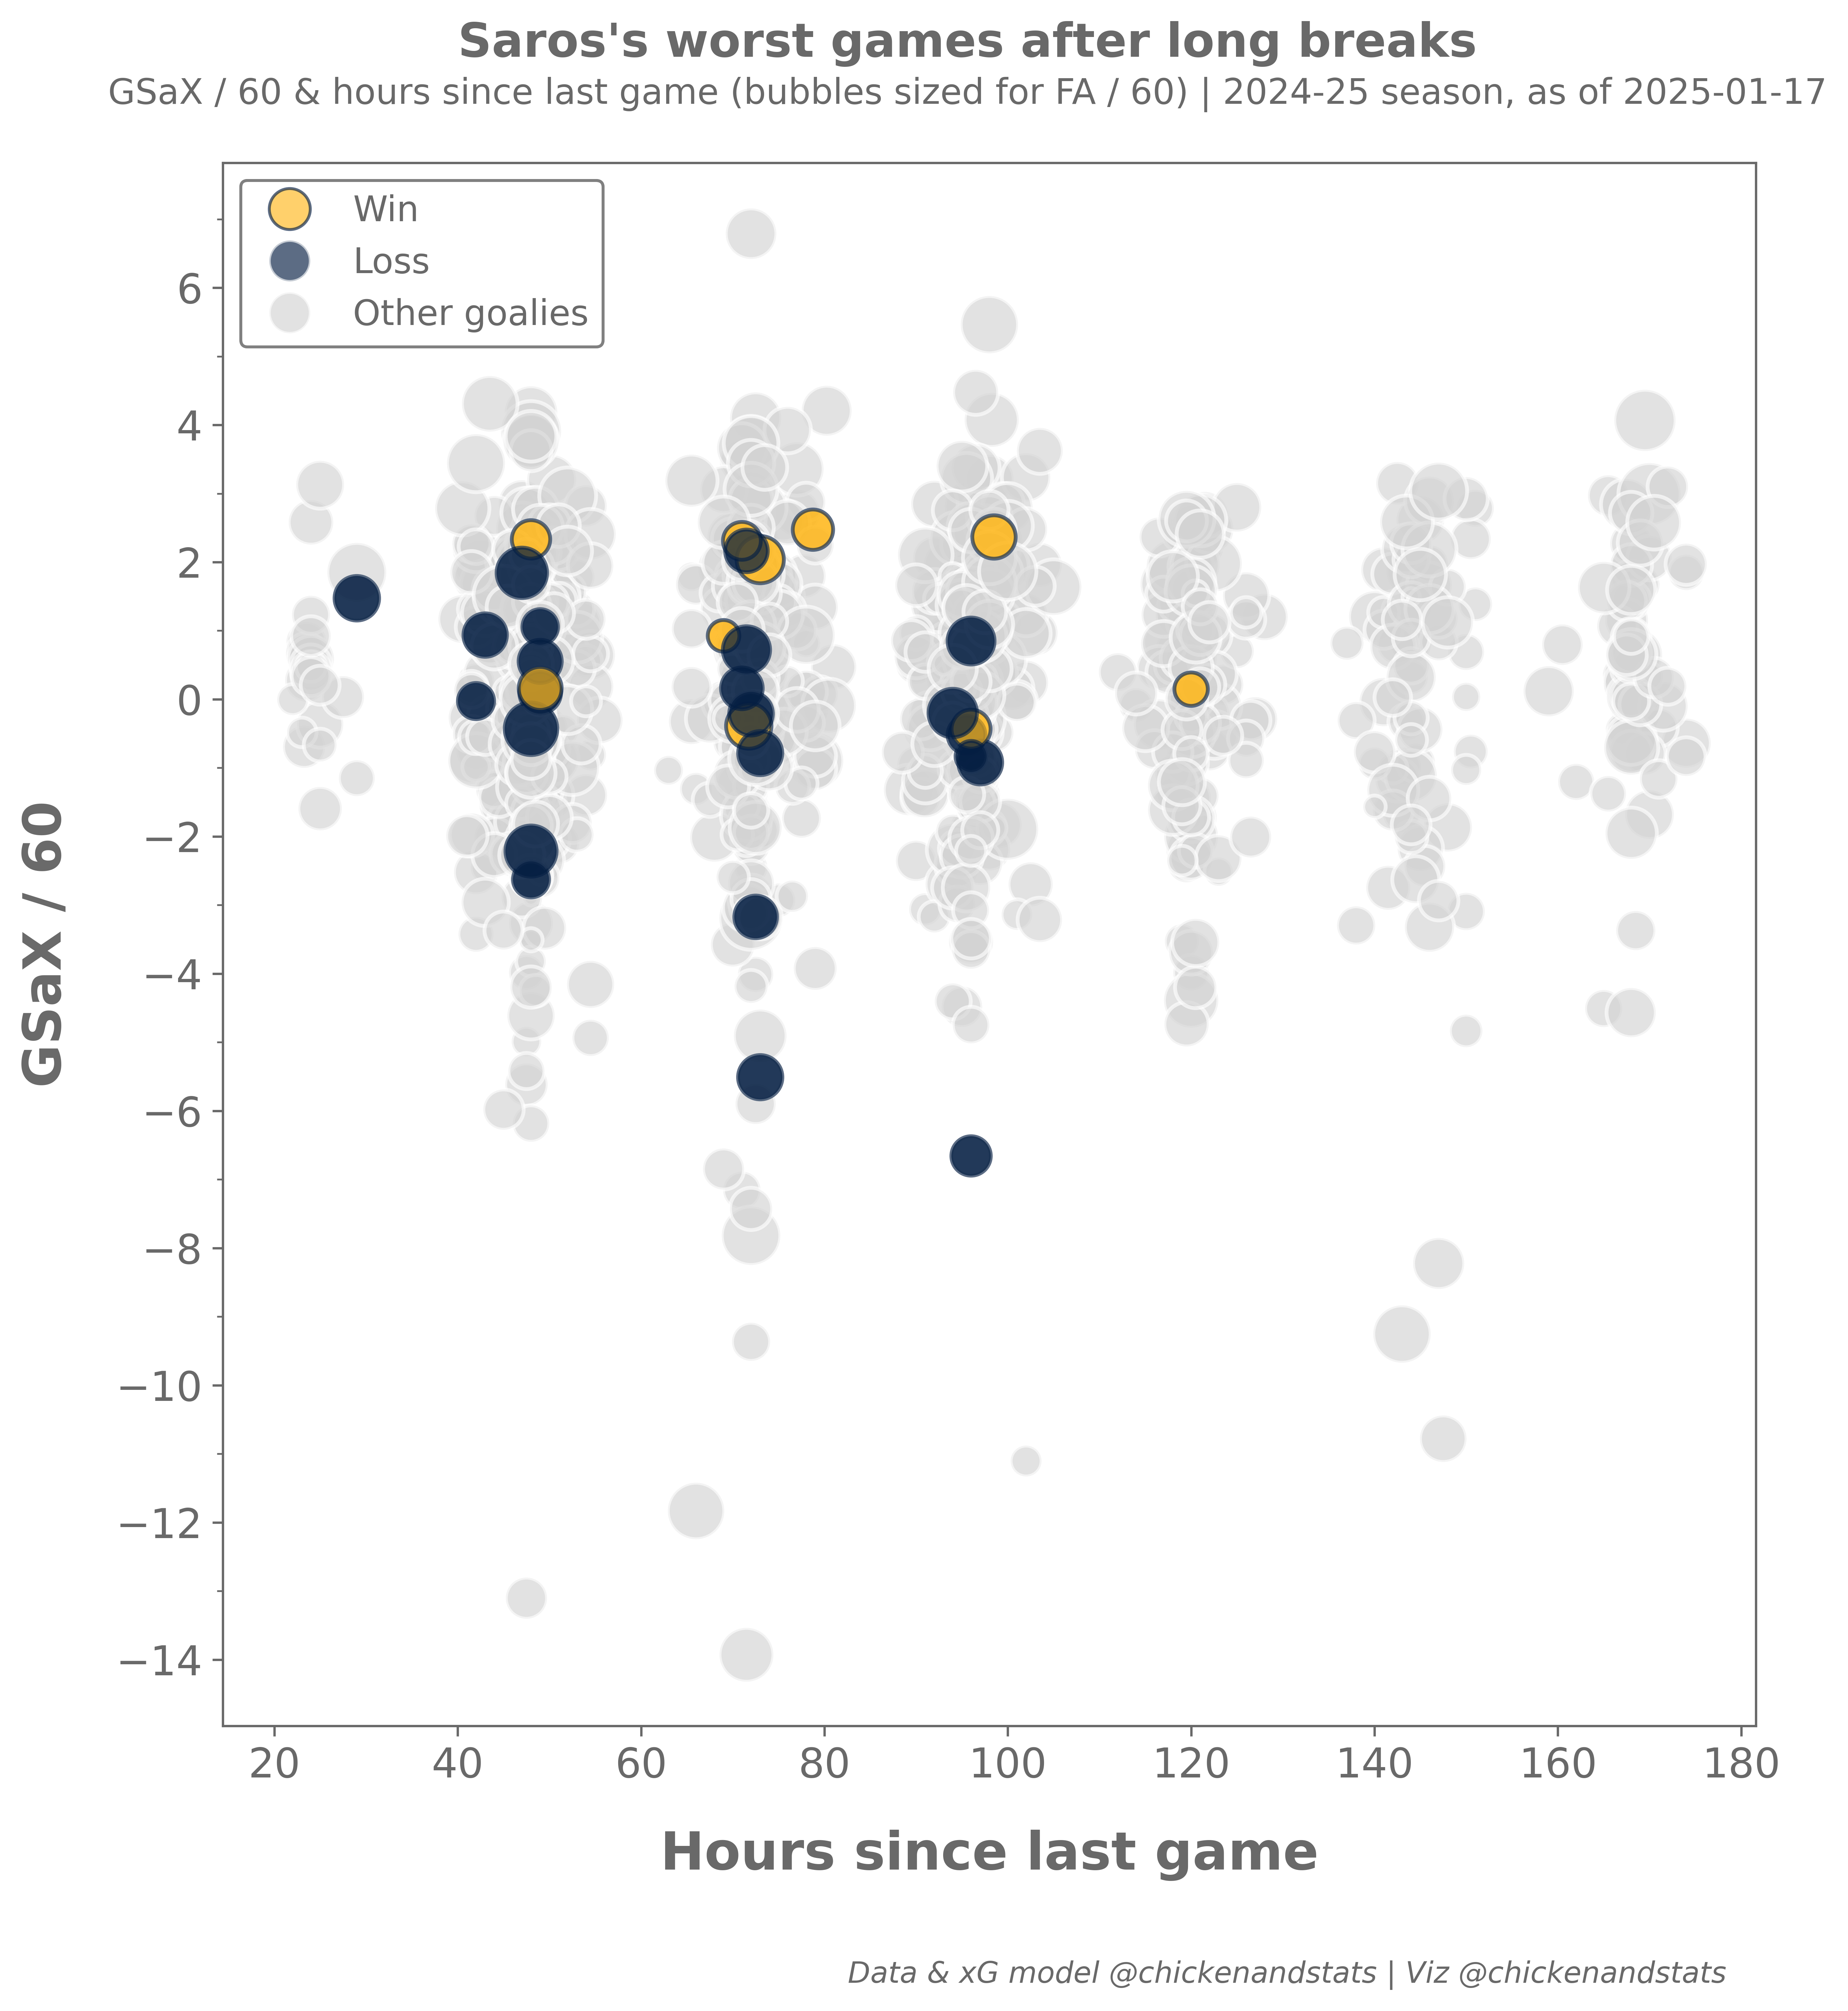 Saros's worst games after long breaks
GSaX / 60 & hours since last game (bubbles sized for FA / 60) | 2024-25 season, as of 2025-01-17
Win
Loss
Other goalies
6
4
2
0
−2
−4
−6
−8
−10
−12
−14
GSaX / 60
20 40 60 80 100 120 140 160 180
Hours since last game
Data & xG model @chickenandstats | Viz @chickenandstats